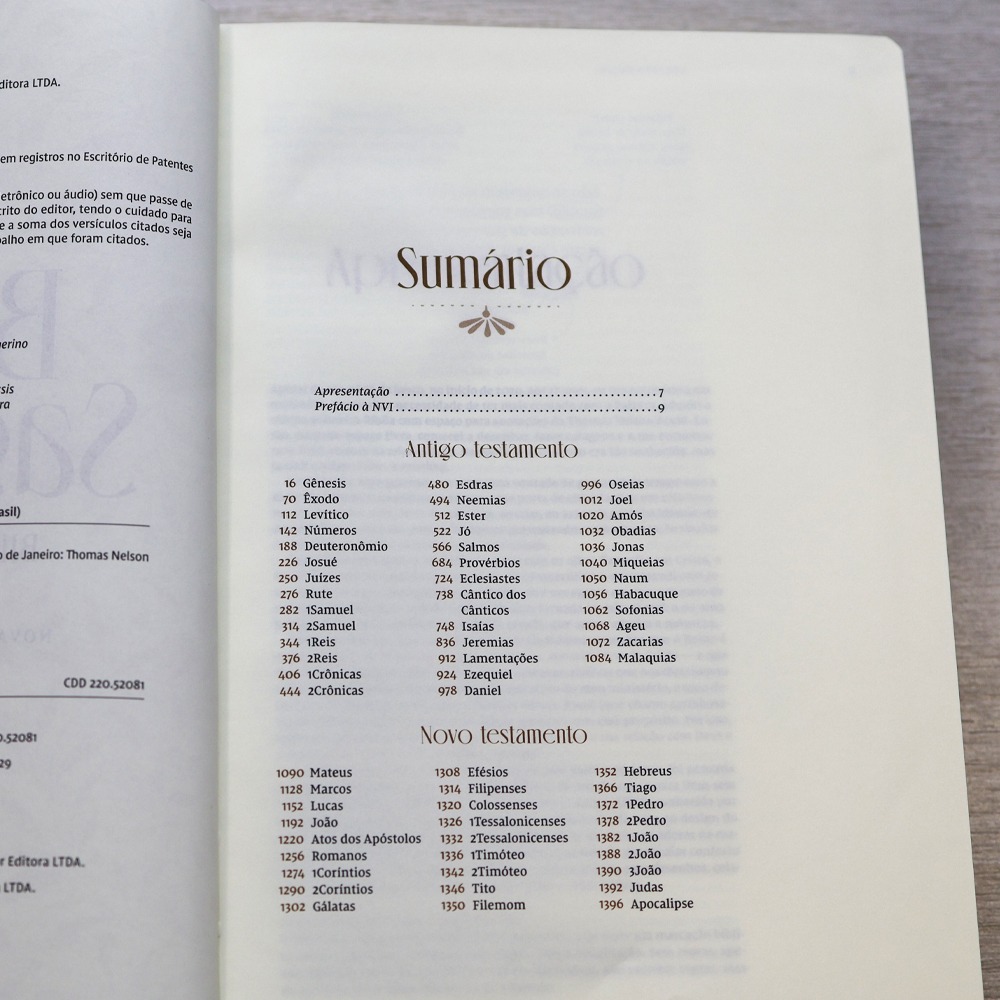 ditora LTDA.
em registros no Escritório de Patentes
etrônico ou áudio) sem que passe de
crito do editor, tendo o cuidado para
e a soma dos versículos citados seja
balho em que foram citados.
erino
sis
ra
asil)
o de Janeiro: Thomas Nelson
CDD 220.52081
0.52081
29
r Editora LTDA.
LTDA.
Sumário
Apresentação ........................................ 7
Prefácio à NVI ........................................ 9
Antigo testamento
16 Gênesis
70 Êxodo
112 Levítico
142 Números
188 Deuteronômio
226 Josué
250 Juízes
276 Rute
282 1Samuel
314 2Samuel
344 1Reis
376 2Reis
406 1Crônicas
444 2Crônicas
480 Esdras
494 Neemias
512 Ester
522 Jó
566 Salmos
684 Provérbios
724 Eclesiastes
738 Cântico dos
Cânticos
748 Isaías
836 Jeremias
912 Lamentações
924 Ezequiel
978 Daniel
996 Oseias
1012 Joel
1020 Amós
1032 Obadias
1036 Jonas
1040 Miqueias
1050 Naum
1056 Habacuque
1062 Sofonias
1068 Ageu
1072 Zacarias
1084 Malaquias
Novo testamento
1090 Mateus
1128 Marcos
1152 Lucas
1192 João
1220 Atos dos Apóstolos
1256 Romanos
1274 1Coríntios
1290 2Coríntios
1302 Gálatas
1308 Efésios
1314 Filipenses
1320 Colossenses
1326 1Tessalonicenses
1332 2Tessalonicenses
1336 1Timóteo
1342 2Timóteo
1346 Tito
1350 Filemom
1352 Hebreus
1366 Tiago
1372 1Pedro
1378 2Pedro
1382 1João
1388 2João
1390 3João
1392 Judas
1396 Apocalipse